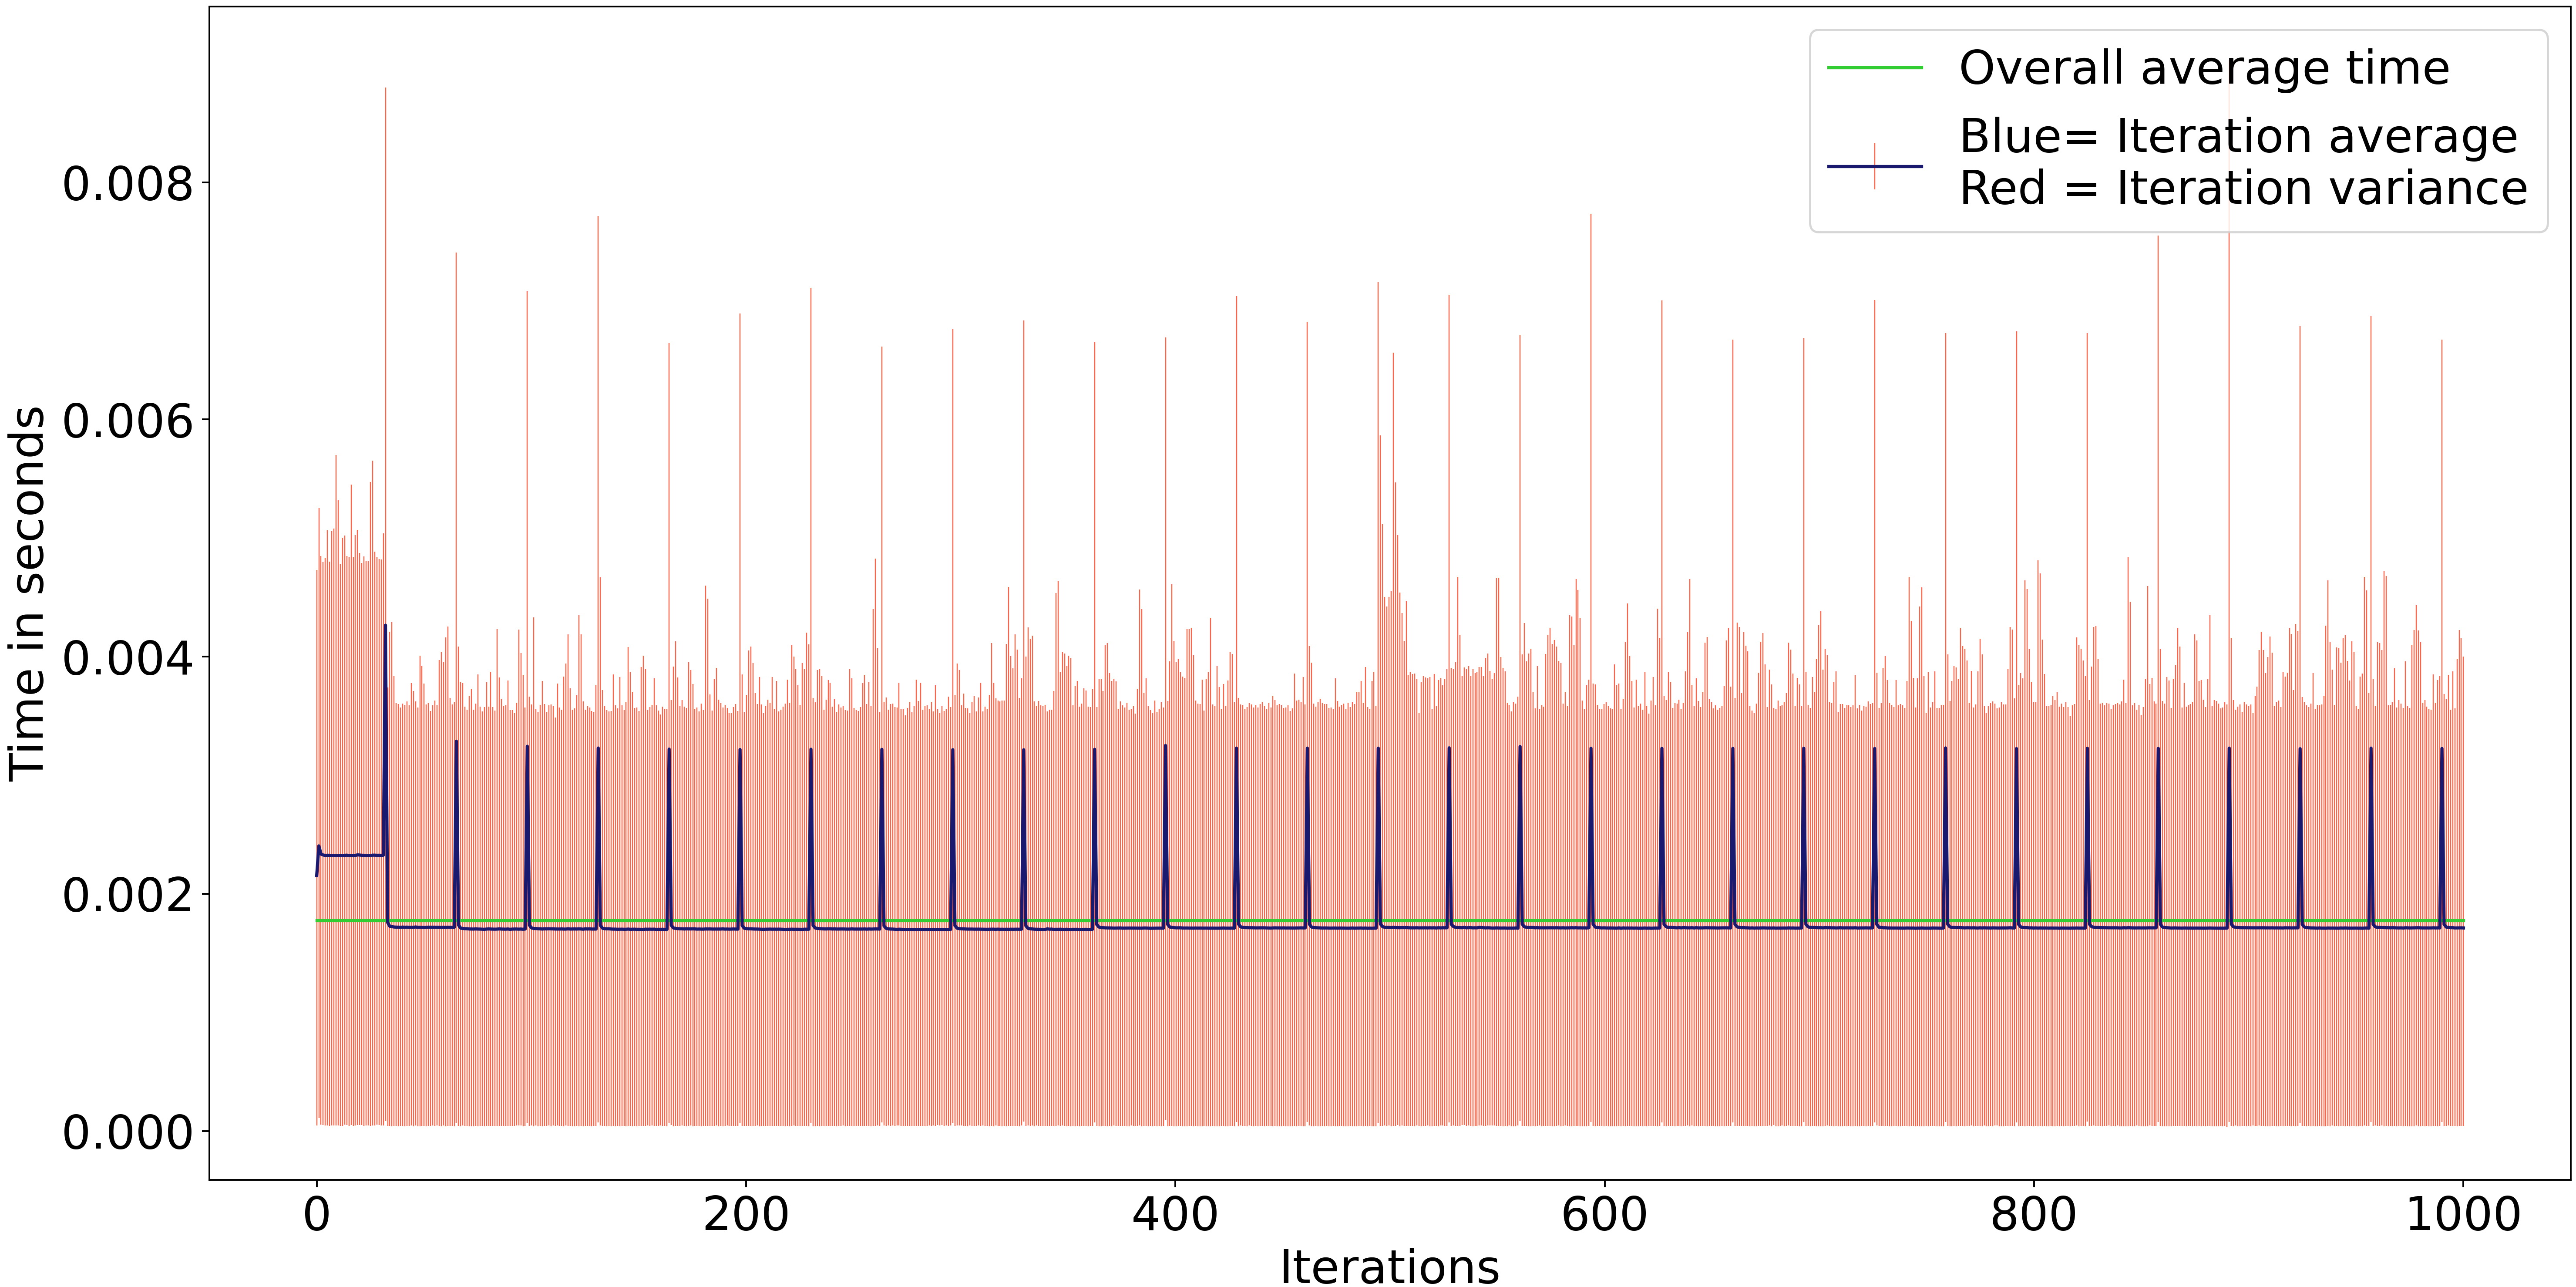 Overall average time
Blue= Iteration average
Red = Iteration variance
Time in seconds
0.008
0.006
0.004
0.002
0.000
0 200 400 600 800 1000
Iterations